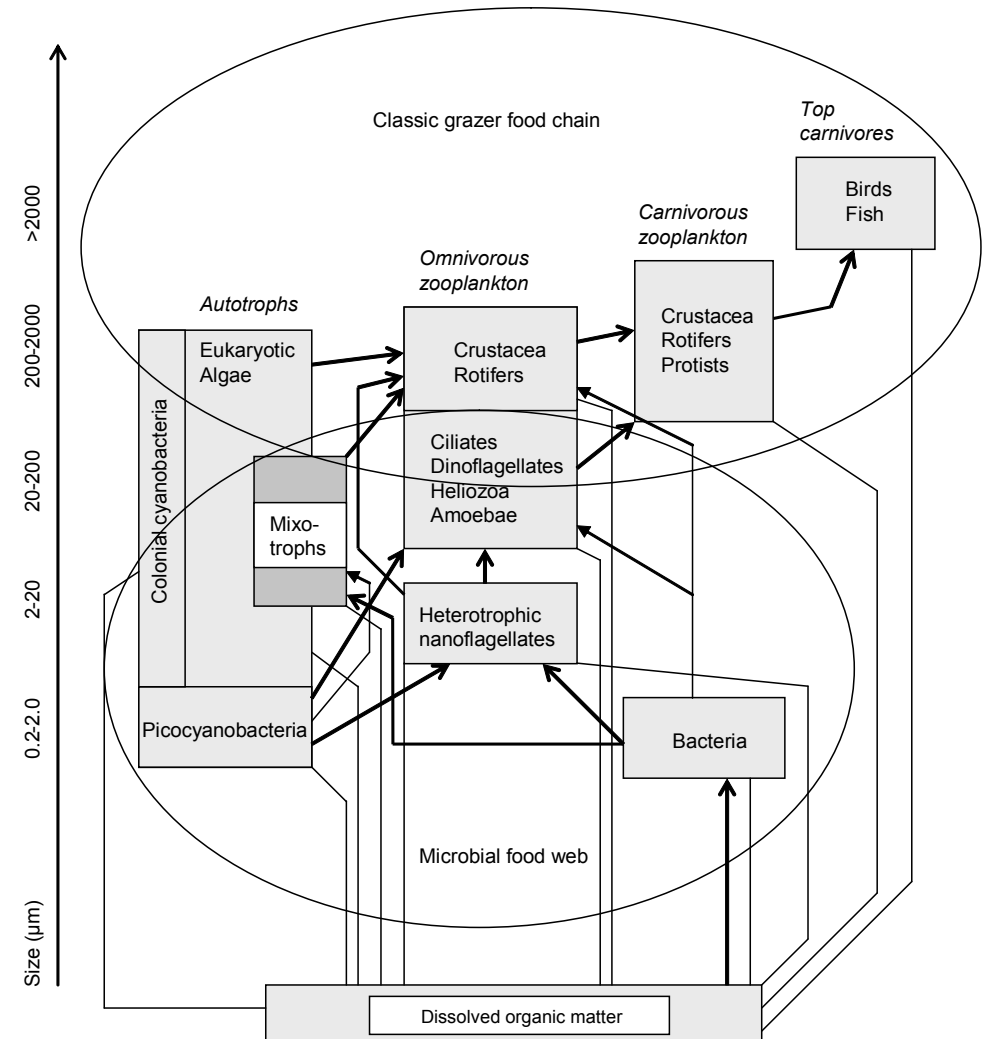 Classic grazer food chain
Top
carnivores
Birds
Fish
Carnivorous
zooplankton
Crustacea
Rotifers
Protists
Omnivorous
zooplankton
Crustacea
Rotifers
Ciliates
Dinoflagellates
Heliozoa
Amoebae
Autotrophs
Eukaryotic
Algae
Colonial cyanobacteria
Mixo-
trophs
Heterotrophic
nanoflagellates
Picocyanobacteria
Bacteria
Microbial food web
Dissolved organic matter
Size (µm)
0.2-2.0
2-20
20-200
200-2000
>2000